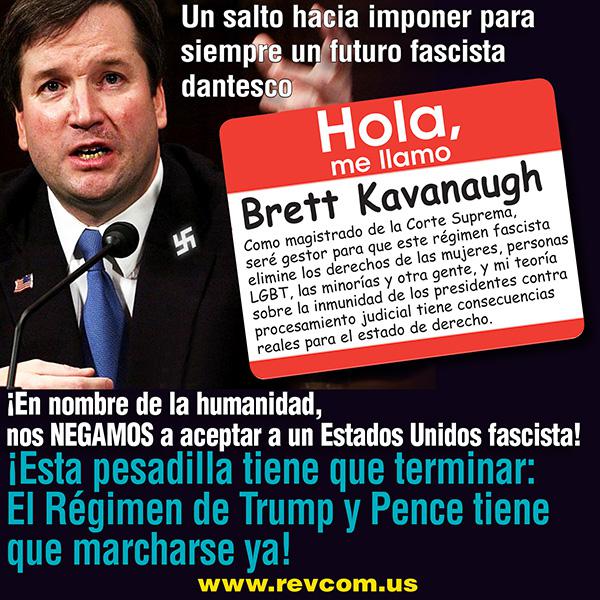 Un salto hacia imponer para
siempre un futuro fascista
dantesco
Hola,
me llamo
Brett Kavanaugh
Como magistrado de la Corte Suprema,
seré gestor para que este régimen fascista
elimine los derechos de las mujeres, personas
LGBT, las minorías y otra gente, y mi teoría
sobre la inmunidad de los presidentes contra
procesamiento judicial tiene consecuencias
reales para el estado de derecho.
¡En nombre de la humanidad,
nos NEGAMOS a aceptar a un Estados Unidos fascista!
¡Esta pesadilla tiene que terminar:
El Régimen de Trump y Pence tiene
que marcharse ya!
www.revcom.us